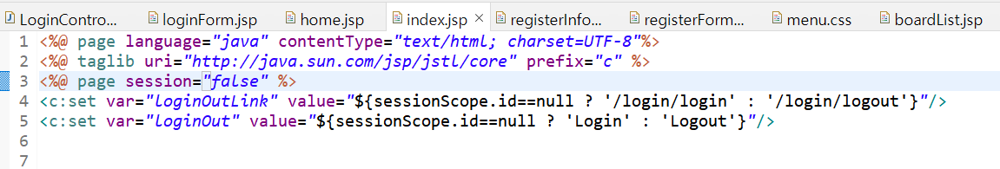 LoginContro... loginForm.jsp home.jsp index.jsp registerInfo... registerForm... menu.css boardList.jsp
1 <%@ page language="java" contentType="text/html; charset=UTF-8"%>
2 <%@ taglib uri="http://java.sun.com/jsp/jstl/core" prefix="c" %>
3 <%@ page session="false" %>
4 <c:set var="loginOutLink" value="${sessionScope.id==null ? '/login/login' : '/login/logout'}"/>
5 <c:set var="loginOut" value="${sessionScope.id==null ? 'Login' : 'Logout'}"/>
6
7